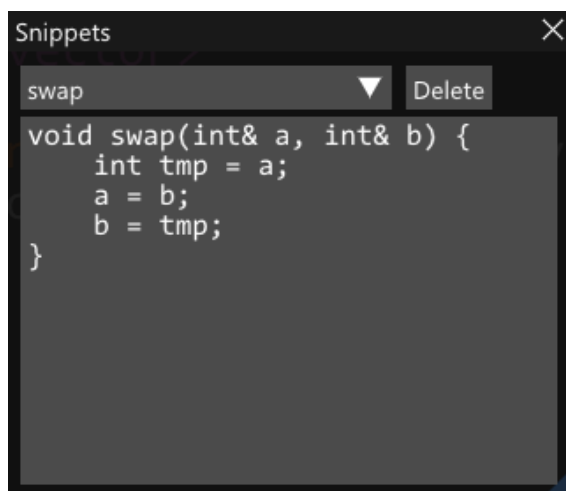 Snippets
swap Delete
void swap(int& a, int& b) {
    int tmp = a;
    a = b;
    b = tmp;
}